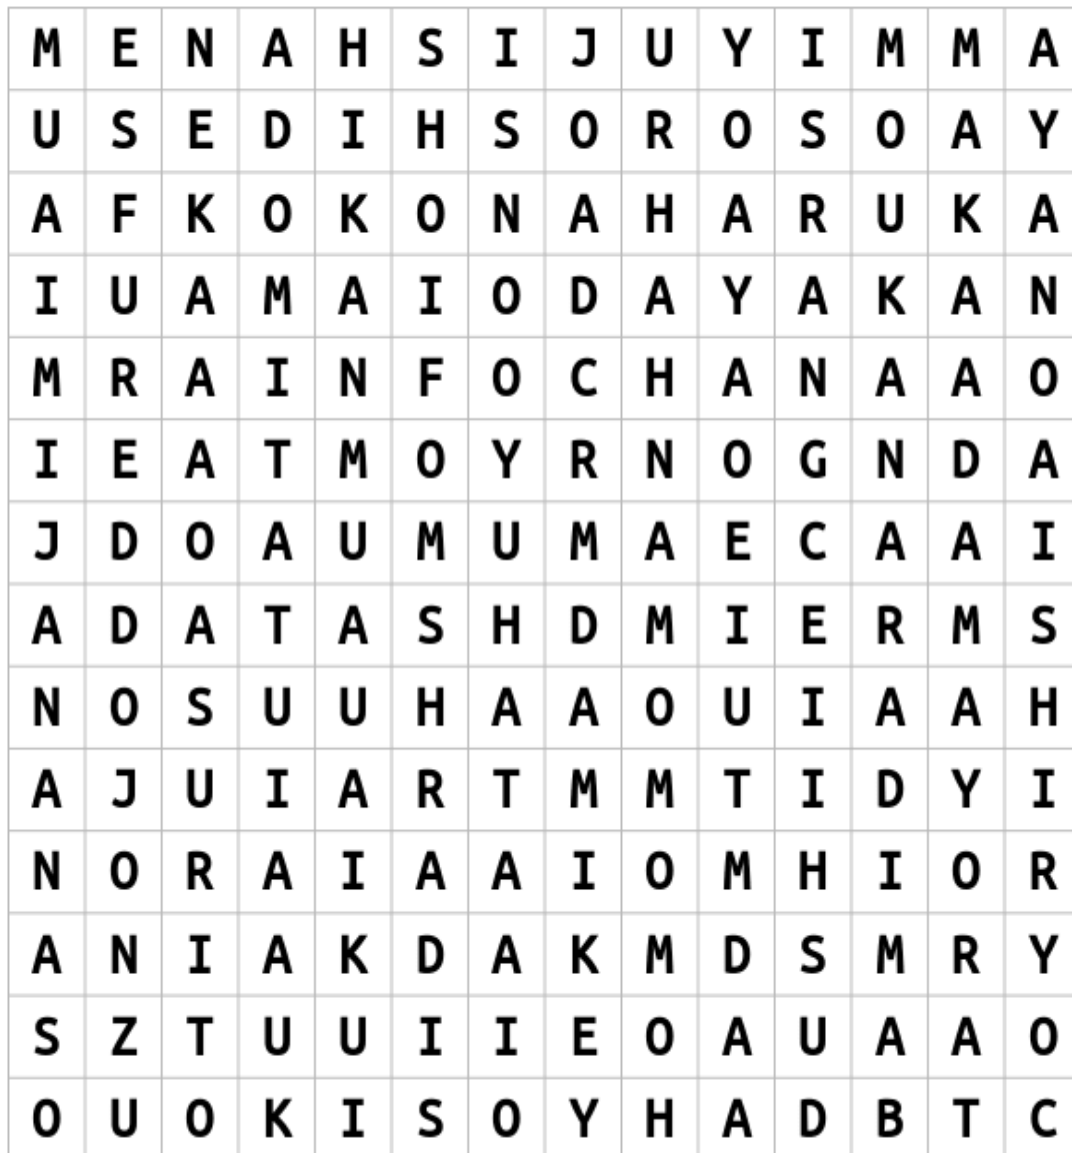 M E N A H S I J U Y I M M A
U S E D I H S O R O S O A Y
A F K O K O N A H A R U K A
I U A M A I O D A Y A K A N
M R A I N F O C H A N A A O
I E A T M O Y R N O G N D A
J D O A U M U M A E C A A I
A D A T A S H D M I E R M S
N O S U U H A A O U I A A H
A J U I A R T M M T I D Y I
N O R A I A A I O M H I O R
A N I A K D A K M D S M R Y
S Z T U U I I E O A U A A O
O U O K I S O Y H A D B T C